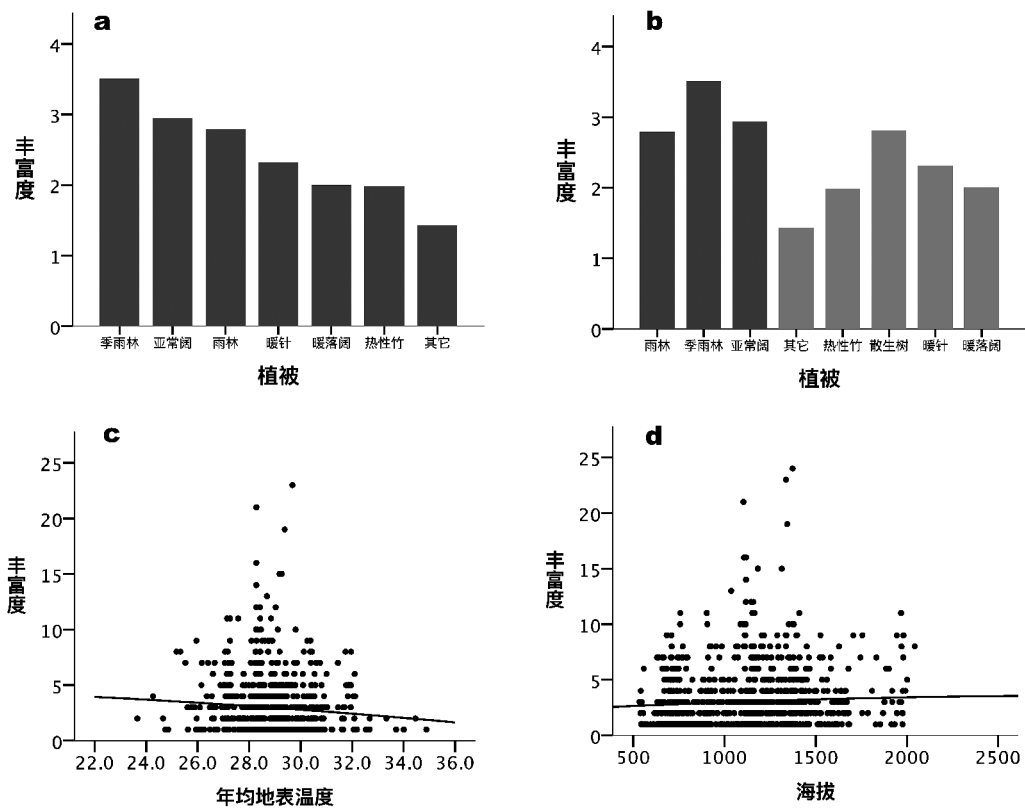 a
4
3
2
1
0
丰富度
季雨林 亚常阔 雨林 暖针 暖落阔 热性竹 其它
植被
b
4
3
2
1
0
丰富度
雨林 季雨林 亚常阔 其它 热性竹 散生树 暖针 暖落阔
植被
c
25
20
15
10
5
0
丰富度
22.0 24.0 26.0 28.0 30.0 32.0 34.0 36.0
年均地表温度
d
25
20
15
10
5
0
丰富度
500 1000 1500 2000 2500
海拔